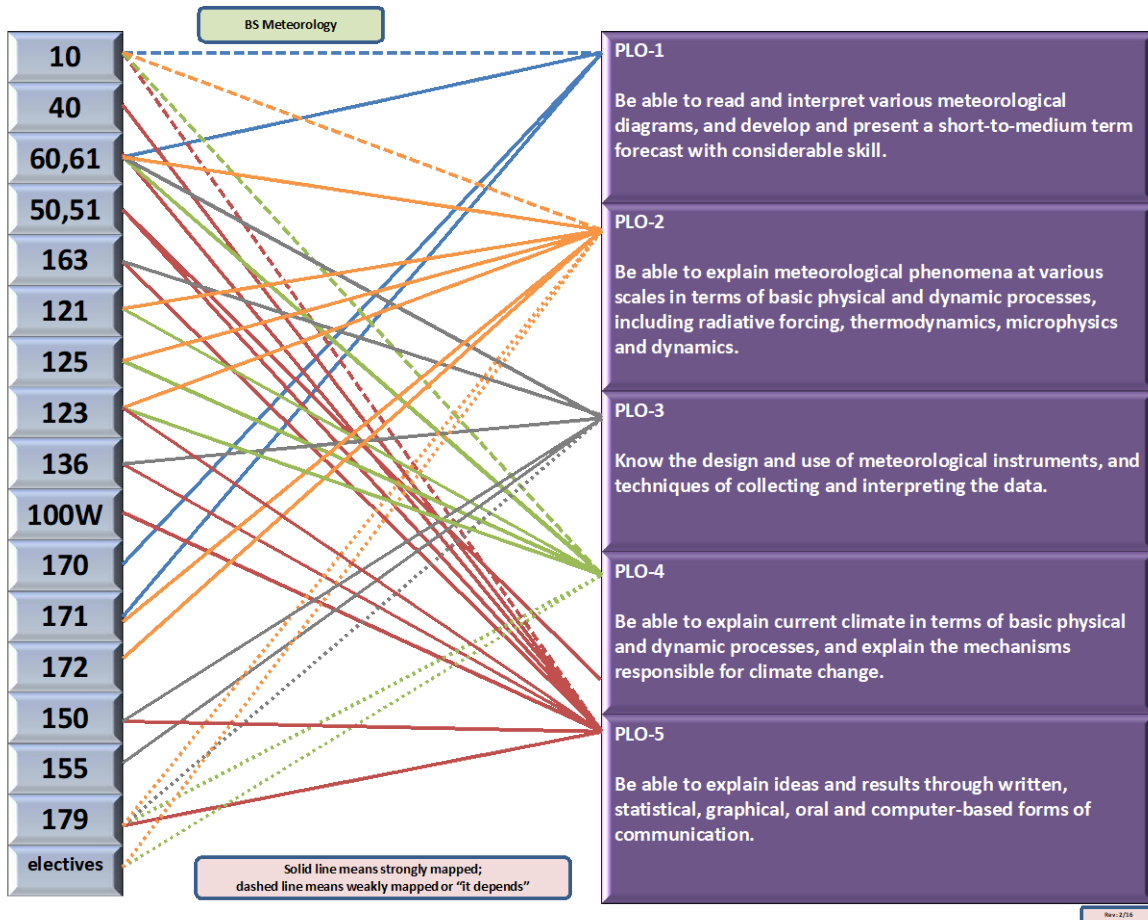 BS Meteorology
10
40
60,61
50,51
163
121
125
123
136
100W
170
171
172
150
155
179
electives
PLO-1
Be able to read and interpret various meteorological
diagrams, and develop and present a short-to-medium term
forecast with considerable skill.
PLO-2
Be able to explain meteorological phenomena at various
scales in terms of basic physical and dynamic processes,
including radiative forcing, thermodynamics, microphysics
and dynamics.
PLO-3
Know the design and use of meteorological instruments, and
techniques of collecting and interpreting the data.
PLO-4
Be able to explain current climate in terms of basic physical
and dynamic processes, and explain the mechanisms
responsible for climate change.
PLO-5
Be able to explain ideas and results through written,
statistical, graphical, oral and computer-based forms of
communication.
Solid line means strongly mapped;
dashed line means weakly mapped or “it depends”